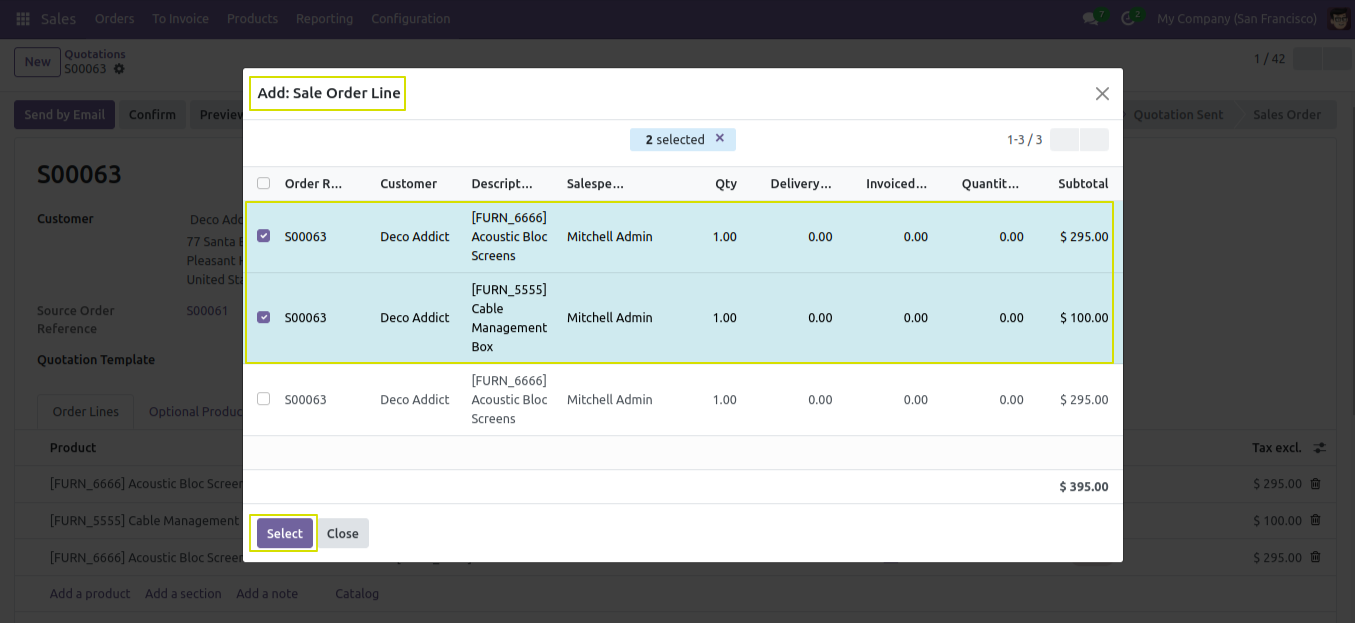 Sales Orders To Invoice Products Reporting Configuration 7 2 My Company (San Francisco)
New Quotations
S00063
1 / 42
Send by Email Confirm Preview Quotation Sent Sales Order
Add: Sale Order Line
2 selected
1-3 / 3
Order R... Customer Descript... Salespe... Qty Delivery... Invoiced... Quantit... Subtotal
S00063 Deco Addict [FURN_6666] Acoustic Bloc Screens Mitchell Admin 1.00 0.00 0.00 0.00 $ 295.00
S00063 Deco Addict [FURN_5555] Cable Management Box Mitchell Admin 1.00 0.00 0.00 0.00 $ 100.00
S00063 Deco Addict [FURN_6666] Acoustic Bloc Screens Mitchell Admin 1.00 0.00 0.00 0.00 $ 295.00
$ 395.00
Select Close
S00063
Customer Deco
77 Santa
Pleasant
United
Source Order Reference S00061
Quotation Template
Order Lines Optional
Product Tax excl.
[FURN_6666] Acoustic Bloc $ 295.00
[FURN_5555] Cable Management $ 100.00
[FURN_6666] Acoustic Bloc $ 295.00
Add a product Add a section Add a note Catalog